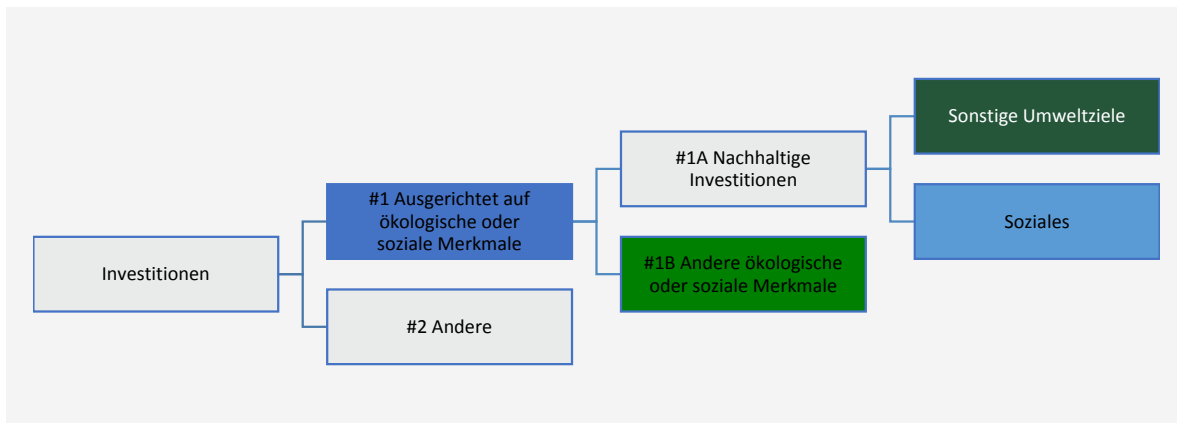 Investitionen
#1 Ausgerichtet auf
ökologische oder
soziale Merkmale
#2 Andere
#1A Nachhaltige
Investitionen
#1B Andere ökologische
oder soziale Merkmale
Sonstige Umweltziele
Soziales